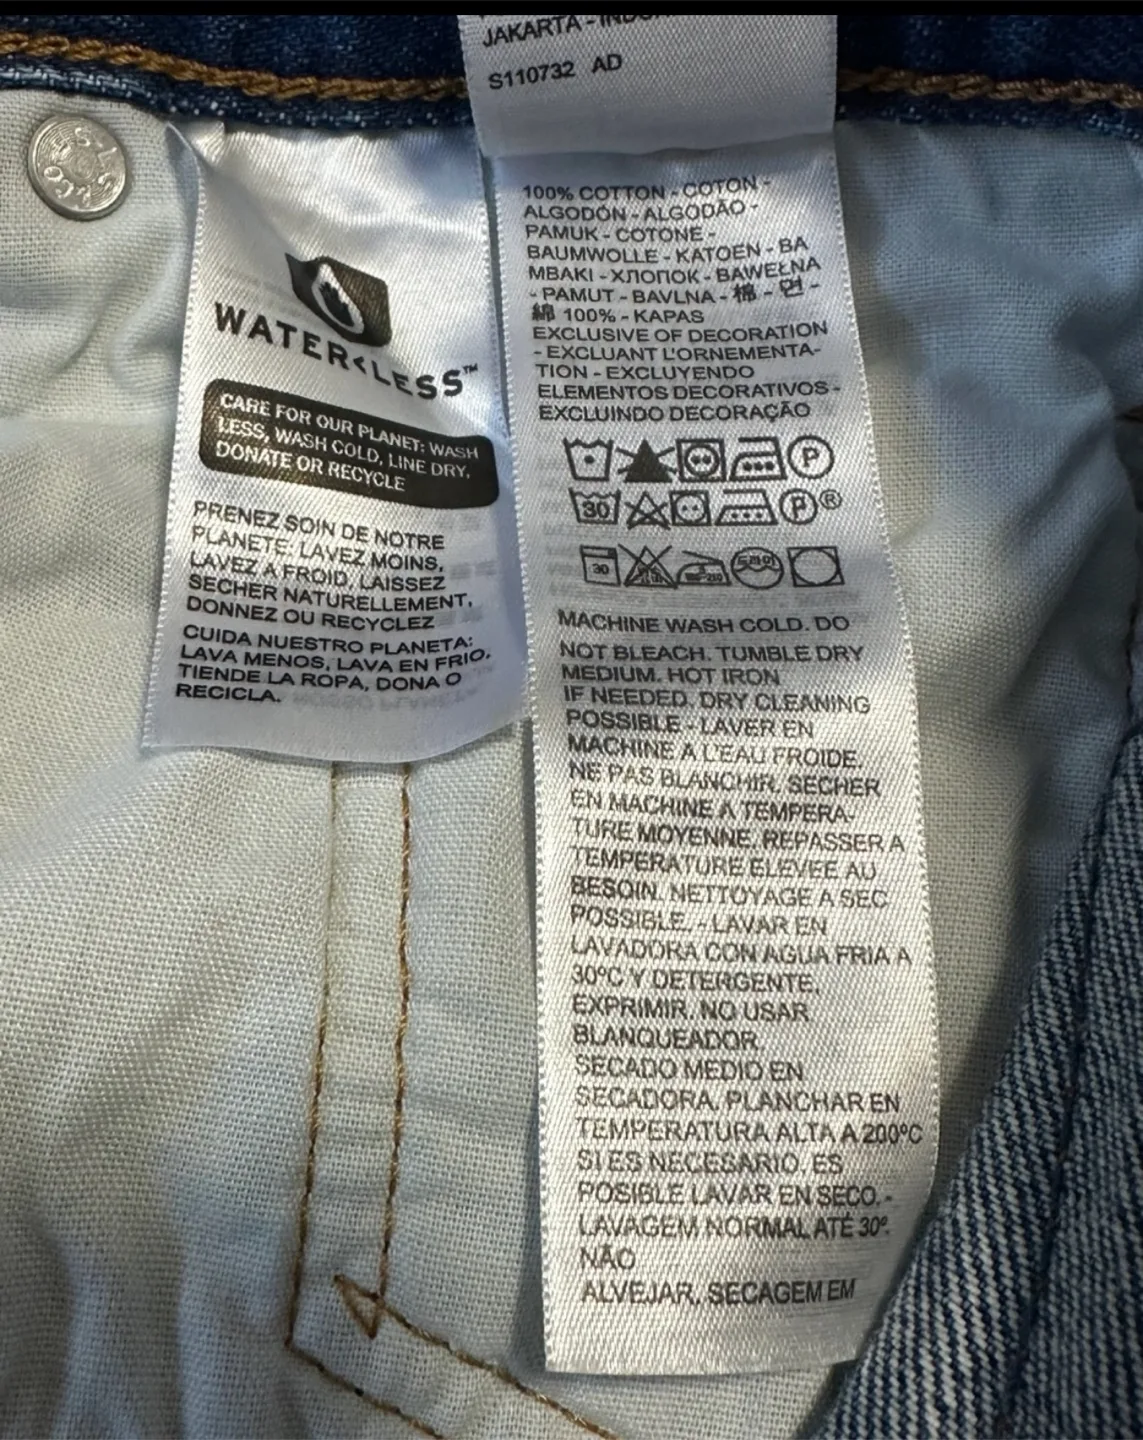 JAKARTA -
S110732 AD
WATER<LESS™
CARE FOR OUR PLANET: WASH
LESS, WASH COLD, LINE DRY,
DONATE OR RECYCLE
PRENEZ SOIN DE NOTRE
PLANETE: LAVEZ MOINS,
LAVEZ A FROID, LAISSEZ
SECHER NATURELLEMENT,
DONNEZ OU RECYCLEZ
CUIDA NUESTRO PLANETA:
LAVA MENOS, LAVA EN FRIO,
TIENDE LA ROPA, DONA O
RECICLA.
100% COTTON - COTON -
ALGODÓN - ALGODÃO -
PAMUK - COTONE -
BAUMWOLLE - KATOEN - BA
MBAKI - ХЛОПОК - BAWEŁNA
- PAMUT - BAVLNA - 棉 - 면 -
綿 100% - KAPAS
EXCLUSIVE OF DECORATION
- EXCLUANT L'ORNEMENTA-
TION - EXCLUYENDO
ELEMENTOS DECORATIVOS -
EXCLUINDO DECORAÇÃO
P
30 P ®
30
MACHINE WASH COLD. DO
NOT BLEACH. TUMBLE DRY
MEDIUM. HOT IRON
IF NEEDED. DRY CLEANING
POSSIBLE - LAVER EN
MACHINE A L'EAU FROIDE.
NE PAS BLANCHIR. SECHER
EN MACHINE A TEMPERA-
TURE MOYENNE. REPASSER A
TEMPERATURE ELEVEE AU
BESOIN. NETTOYAGE A SEC
POSSIBLE. - LAVAR EN
LAVADORA CON AGUA FRIA A
30ºC Y DETERGENTE.
EXPRIMIR. NO USAR
BLANQUEADOR.
SECADO MEDIO EN
SECADORA. PLANCHAR EN
TEMPERATURA ALTA A 200ºC
SI ES NECESARIO. ES
POSIBLE LAVAR EN SECO. -
LAVAGEM NORMAL ATÉ 30º.
NÃO
ALVEJAR. SECAGEM EM